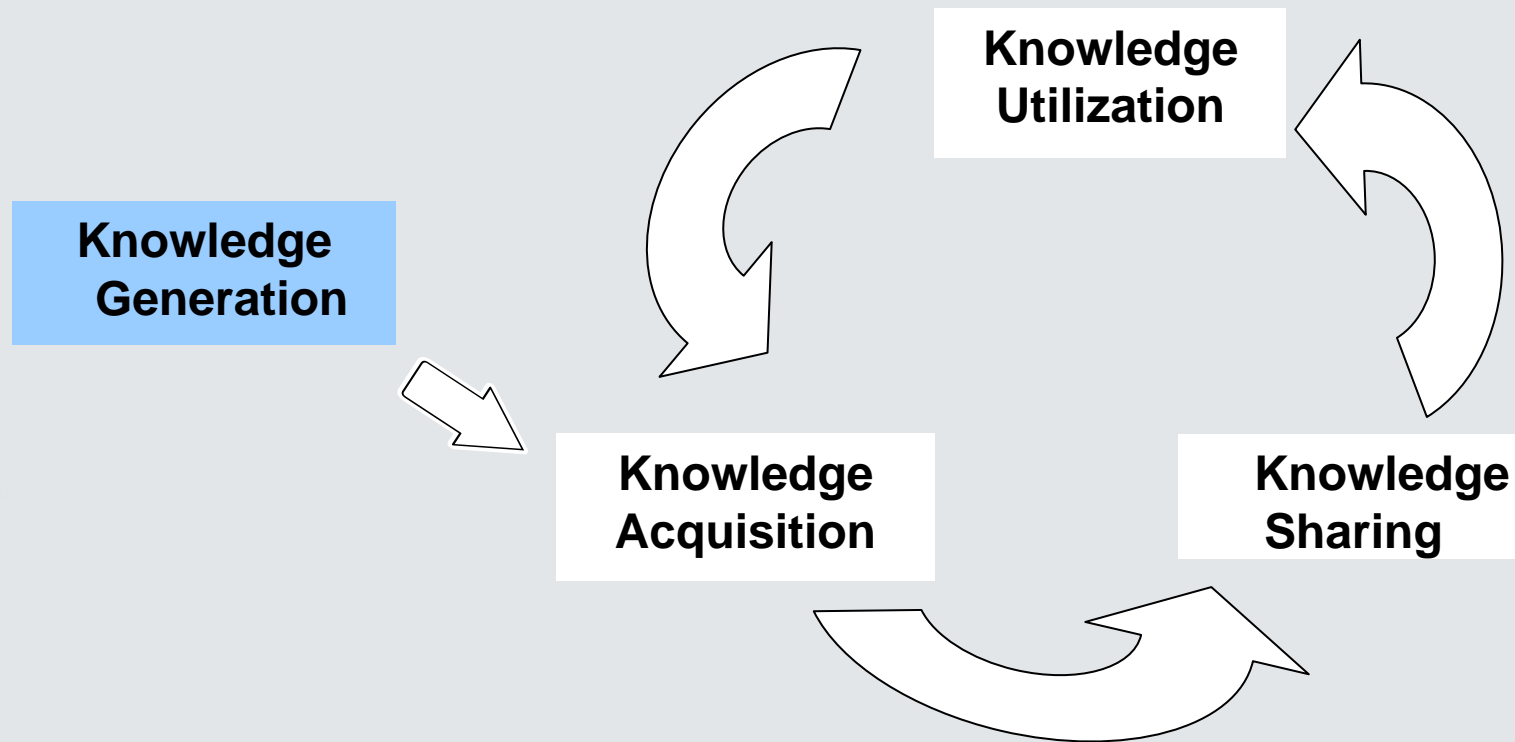 Knowledge
Utilization
Knowledge
Generation
Knowledge
Acquisition
Knowledge
Sharing